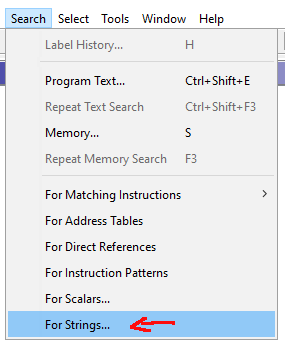 Search Select Tools Window Help
Label History... H
Program Text... Ctrl+Shift+E
Repeat Text Search Ctrl+Shift+F3
Memory... S
Repeat Memory Search F3
For Matching Instructions
For Address Tables
For Direct References
For Instruction Patterns
For Scalars...
For Strings...